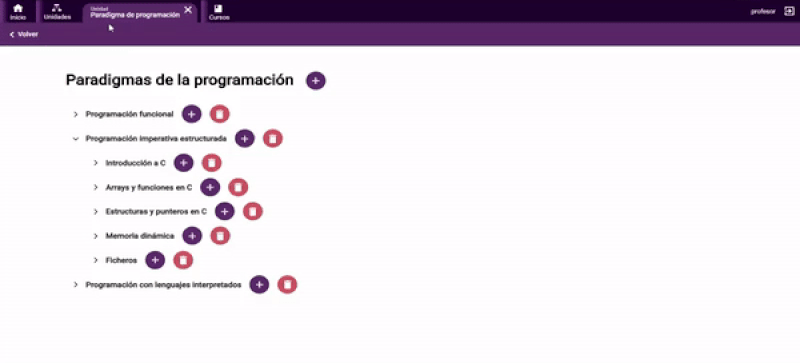 Inicio
Unidades
Unidad
Paradigma de programación
Cursos
profesor
Volver
Paradigmas de la programación
Programación funcional
Programación imperativa estructurada
Introducción a C
Arrays y funciones en C
Estructuras y punteros en C
Memoria dinámica
Ficheros
Programación con lenguajes interpretados